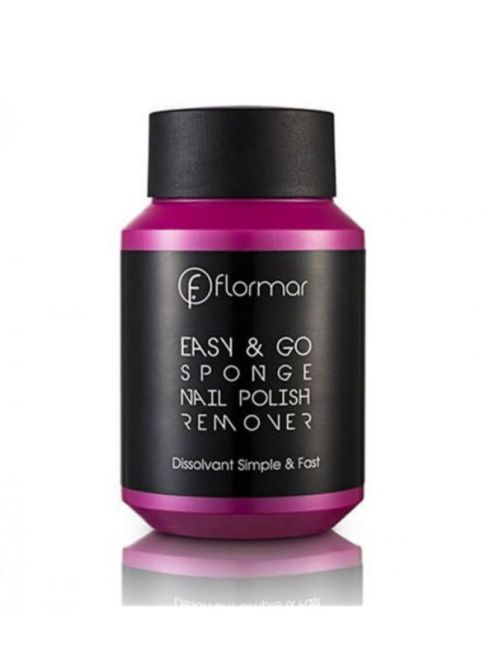 flormar
EASY & GO
SPONGE
NAIL POLISH
REMOVER
Dissolvant Simple & Fast